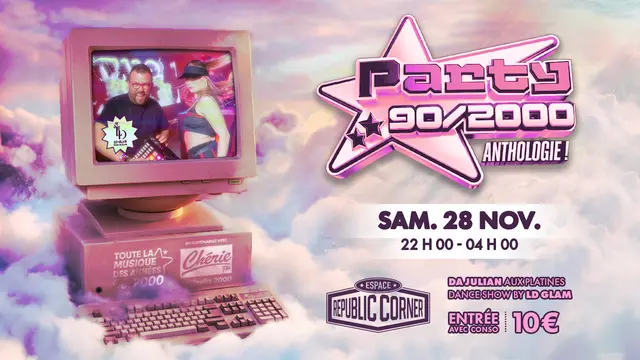 Party
90/2000
ANTHOLOGIE !
SAM. 28 NOV.
22 H 00 - 04 H 00
TOUTE LA
MUSIQUE
DES ANNÉES
2000
Chérie
ESPACE
REPUBLIC CORNER
DAJULIAN AUX PLATINES
DANCE SHOW BY LD GLAM
ENTRÉE
AVEC CONSO
10€